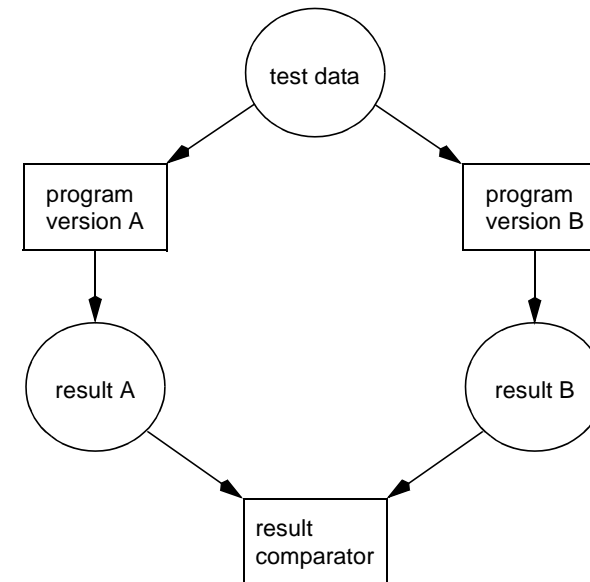 test data
program
version A
program
version B
result A
result B
result
comparator